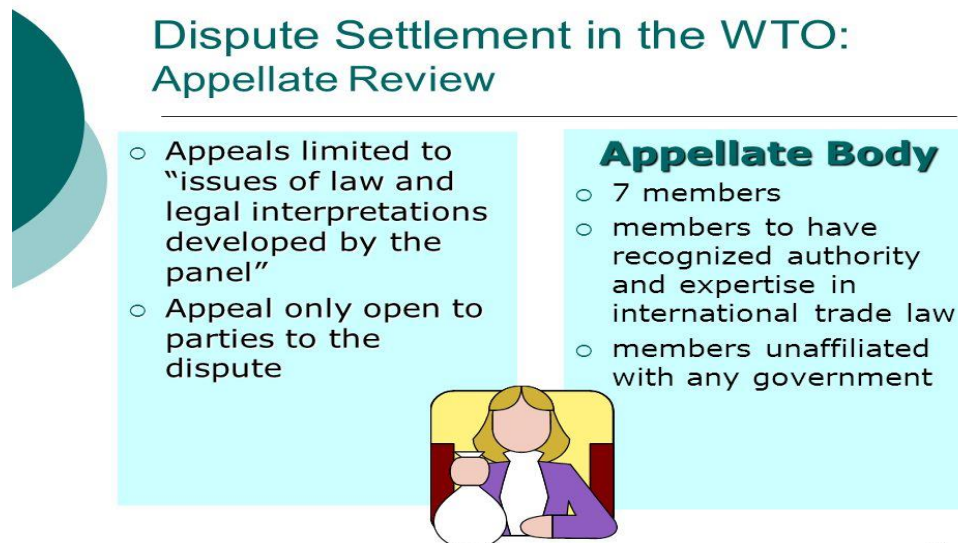 Dispute Settlement in the WTO:
Appellate Review
○ Appeals limited to
“issues of law and
legal interpretations
developed by the
panel”
○ Appeal only open to
parties to the
dispute
Appellate Body
○ 7 members
○ members to have
recognized authority
and expertise in
international trade law
○ members unaffiliated
with any government